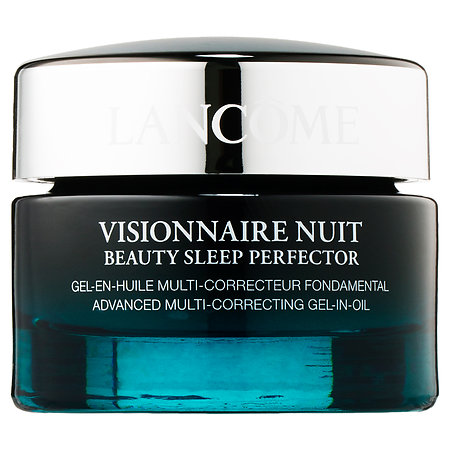 LANCÔME
VISIONNAIRE NUIT
BEAUTY SLEEP PERFECTOR
GEL-EN-HUILE MULTI-CORRECTEUR FONDAMENTAL
ADVANCED MULTI-CORRECTING GEL-IN-OIL